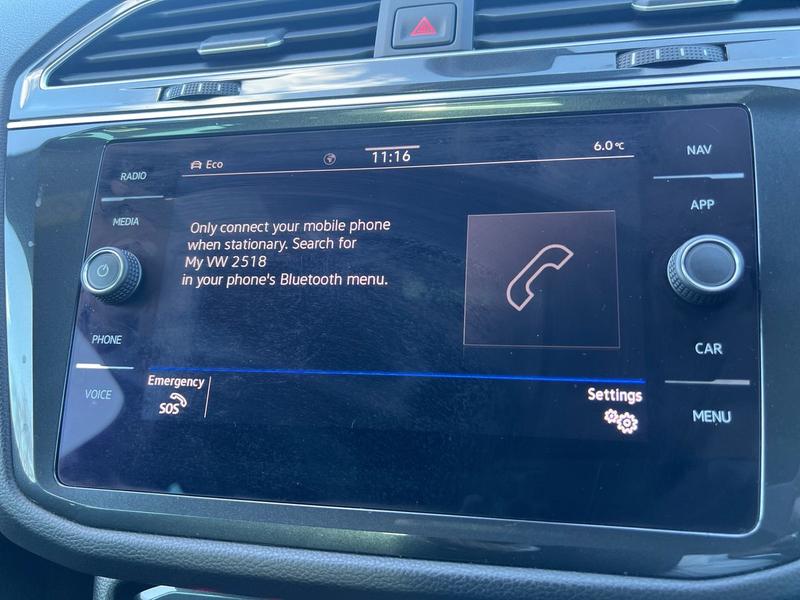 RADIO
MEDIA
PHONE
VOICE
Eco
11:16
6.0°C
Only connect your mobile phone
when stationary. Search for
My VW 2518
in your phone's Bluetooth menu.
Emergency
SOS
Settings
NAV
APP
CAR
MENU